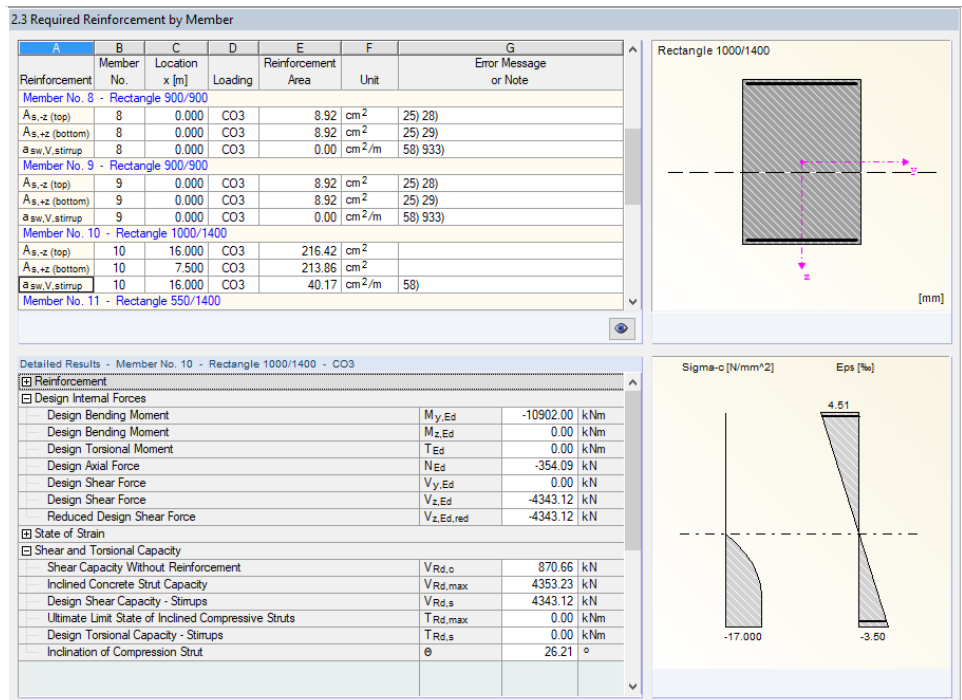 2.3 Required Reinforcement by Member
A B C D E F G
Member Location Reinforcement Error Message
Reinforcement No. x [m] Loading Area Unit or Note
Member No. 8 - Rectangle 900/900
As,-z (top) 8 0.000 CO3 8.92 cm2 25) 28)
As,+z (bottom) 8 0.000 CO3 8.92 cm2 25) 29)
asw,V,stirrup 8 0.000 CO3 0.00 cm2/m 58) 933)
Member No. 9 - Rectangle 900/900
As,-z (top) 9 0.000 CO3 8.92 cm2 25) 28)
As,+z (bottom) 9 0.000 CO3 8.92 cm2 25) 29)
asw,V,stirrup 9 0.000 CO3 0.00 cm2/m 58) 933)
Member No. 10 - Rectangle 1000/1400
As,-z (top) 10 16.000 CO3 216.42 cm2
As,+z (bottom) 10 7.500 CO3 213.86 cm2
asw,V,stirrup 10 16.000 CO3 40.17 cm2/m 58)
Member No. 11 - Rectangle 550/1400
Rectangle 1000/1400
y
z
[mm]
Detailed Results - Member No. 10 - Rectangle 1000/1400 - CO3
Reinforcement
Design Internal Forces
Design Bending Moment My,Ed -10902.00 kNm
Design Bending Moment Mz,Ed 0.00 kNm
Design Torsional Moment TEd 0.00 kNm
Design Axial Force NEd -354.09 kN
Design Shear Force Vy,Ed 0.00 kN
Design Shear Force Vz,Ed -4343.12 kN
Reduced Design Shear Force Vz,Ed,red -4343.12 kN
State of Strain
Shear and Torsional Capacity
Shear Capacity Without Reinforcement VRd,c 870.66 kN
Inclined Concrete Strut Capacity VRd,max 4353.23 kN
Design Shear Capacity - Stirrups VRd,s 4343.12 kN
Ultimate Limit State of Inclined Compressive Struts TRd,max 0.00 kNm
Design Torsional Capacity - Stirrups TRd,s 0.00 kNm
Inclination of Compression Strut Θ 26.21 °
Sigma-c [N/mm^2] Eps [‰]
4.51
-17.000 -3.50